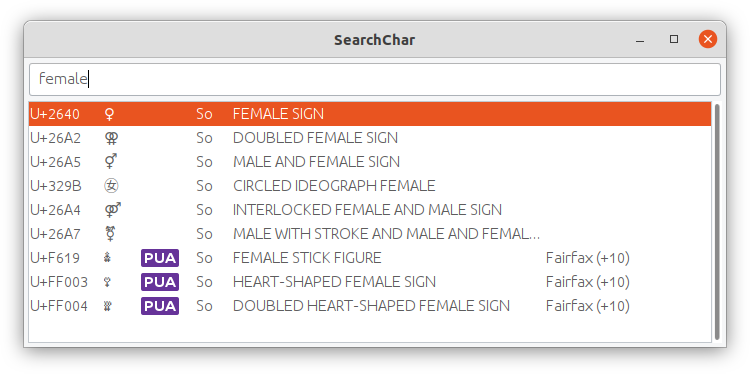 SearchChar
female
U+2640 ♀ So FEMALE SIGN
U+26A2 ⚢ So DOUBLED FEMALE SIGN
U+26A5 ⚥ So MALE AND FEMALE SIGN
U+329B ㊛ So CIRCLED IDEOGRAPH FEMALE
U+26A4 ⚤ So INTERLOCKED FEMALE AND MALE SIGN
U+26A7 ⚧ So MALE WITH STROKE AND MALE AND FEMAL...
U+F619 PUA So FEMALE STICK FIGURE Fairfax (+10)
U+FF003 PUA So HEART-SHAPED FEMALE SIGN Fairfax (+10)
U+FF004 PUA So DOUBLED HEART-SHAPED FEMALE SIGN Fairfax (+10)